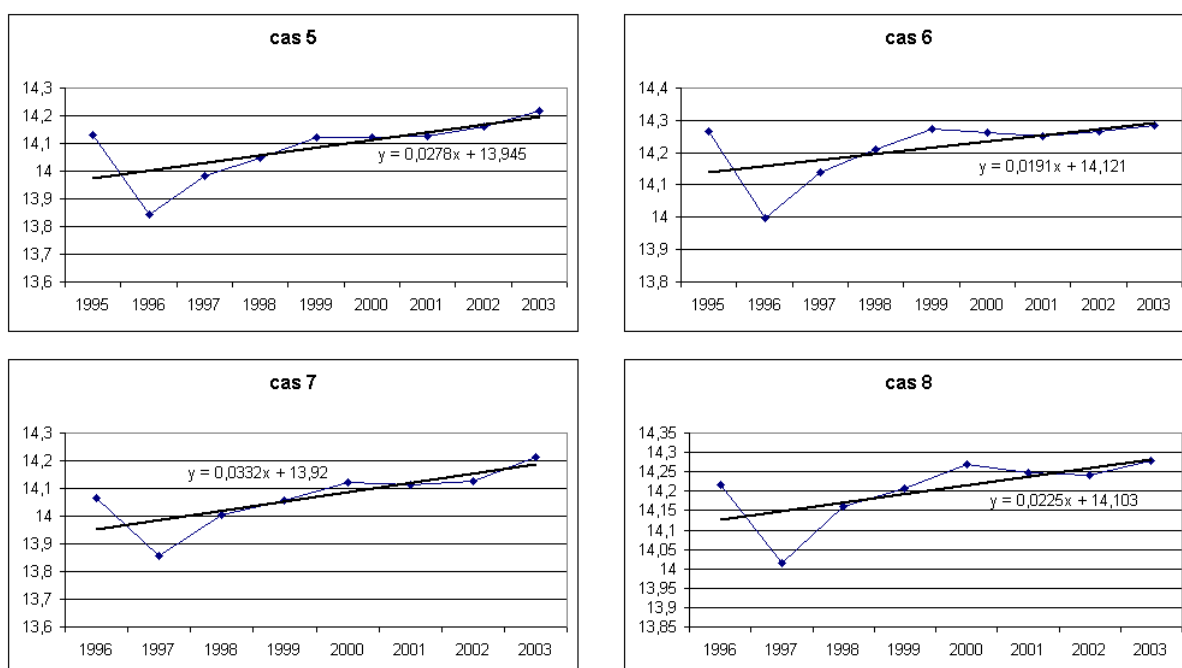 cas 5
14,3
14,2
14,1
14
13,9
13,8
13,7
13,6
y = 0,0278x + 13,945
1995 1996 1997 1998 1999 2000 2001 2002 2003
cas 6
14,4
14,3
14,2
14,1
14
13,9
13,8
y = 0,0191x + 14,121
1995 1996 1997 1998 1999 2000 2001 2002 2003
cas 7
14,3
14,2
14,1
14
13,9
13,8
13,7
13,6
y = 0,0332x + 13,92
1996 1997 1998 1999 2000 2001 2002 2003
cas 8
14,35
14,3
14,25
14,2
14,15
14,1
14,05
14
13,95
13,9
13,85
y = 0,0225x + 14,103
1996 1997 1998 1999 2000 2001 2002 2003